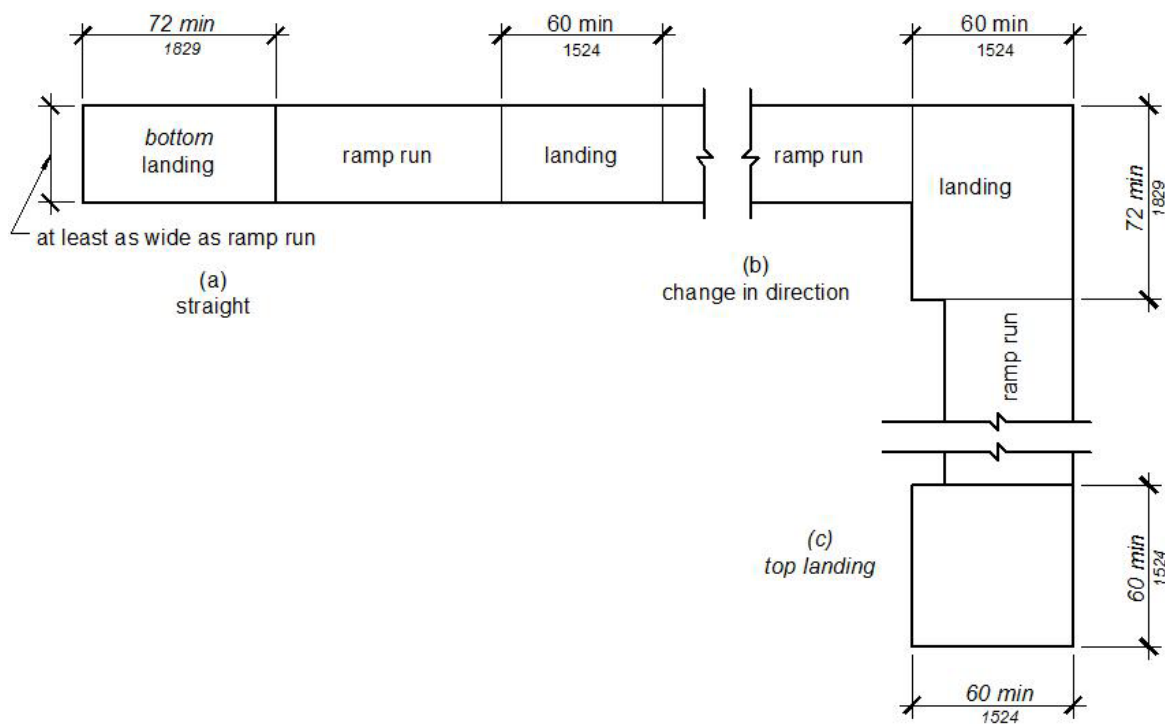 72 min
1829
60 min
1524
60 min
1524
bottom
landing
ramp run
landing
ramp run
landing
72 min
1829
at least as wide as ramp run
(a)
straight
(b)
change in direction
ramp run
(c)
top landing
60 min
1524
60 min
1524